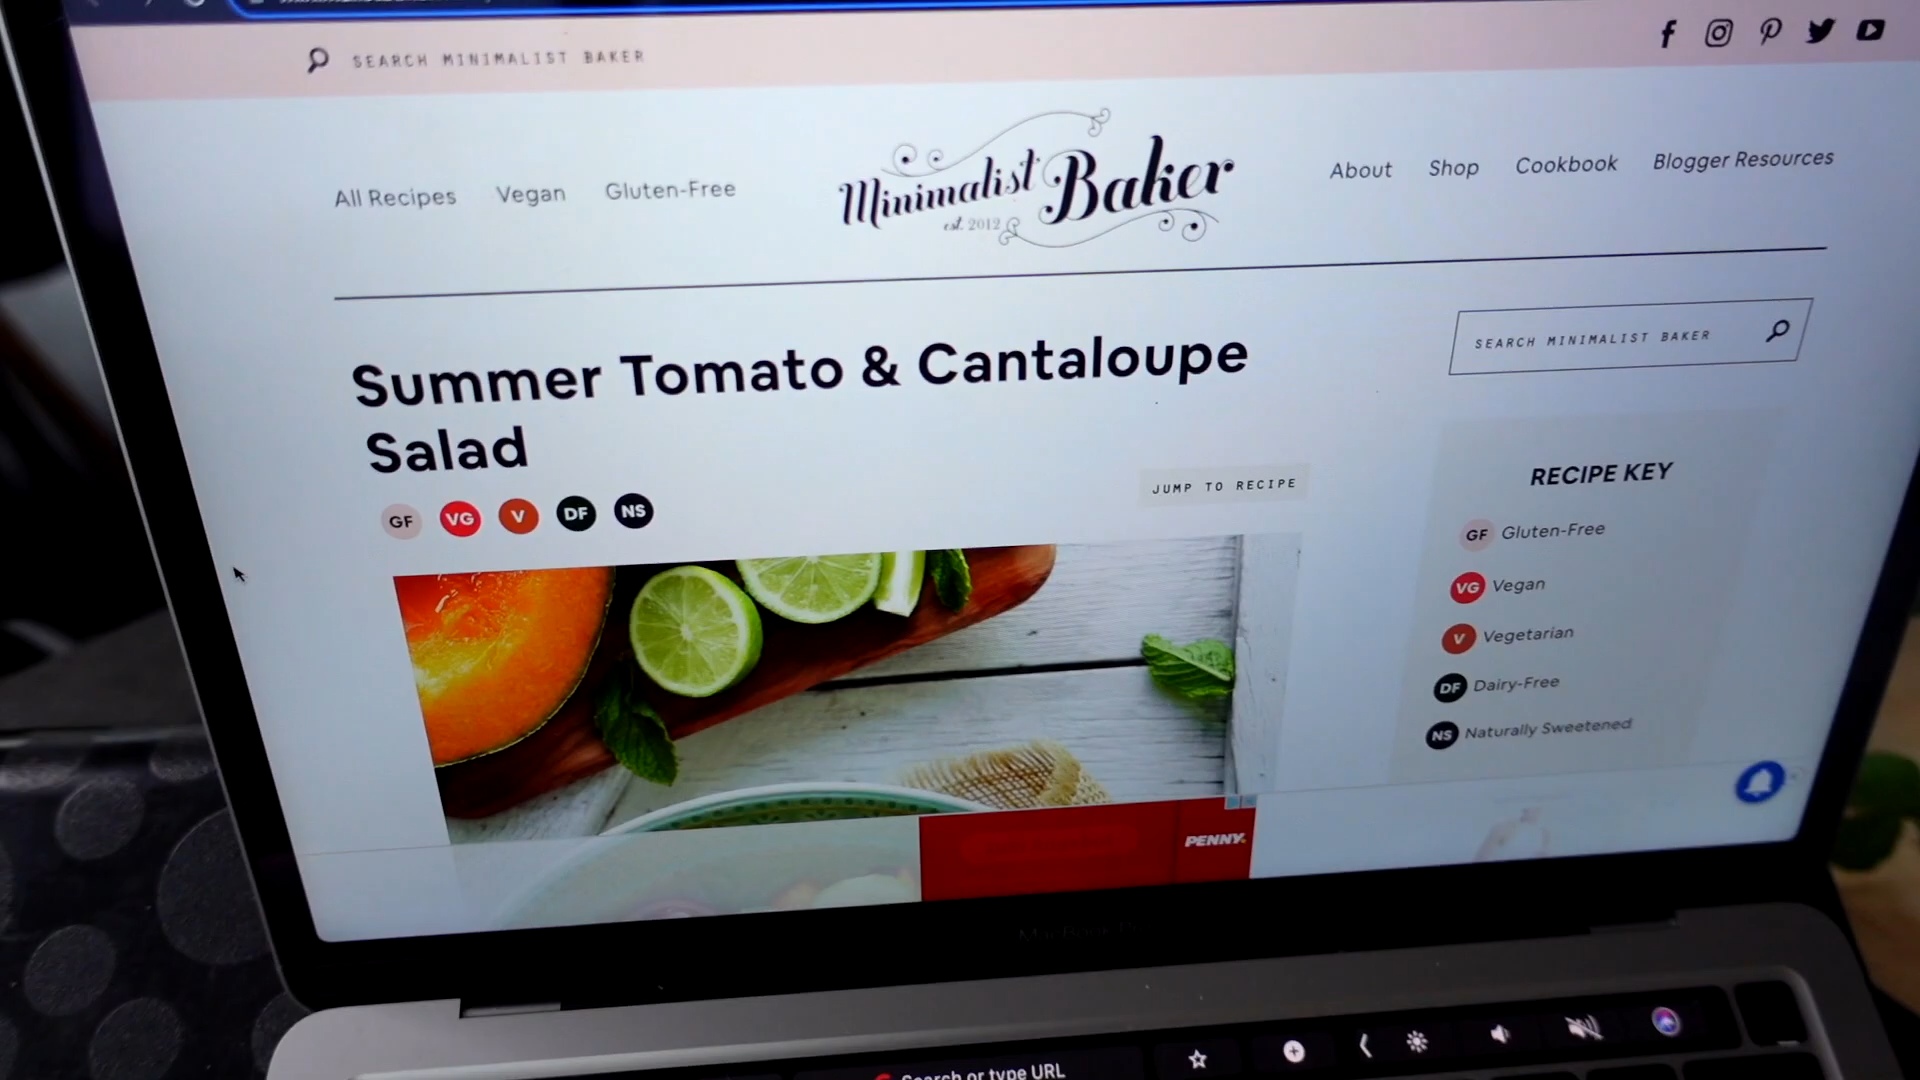 SEARCH MINIMALIST BAKER
All Recipes Vegan Gluten-Free
Minimalist Baker
est. 2012
About Shop Cookbook Blogger Resources
Summer Tomato & Cantaloupe
Salad
GF VG V DF NS
JUMP TO RECIPE
SEARCH MINIMALIST BAKER
RECIPE KEY
GF Gluten-Free
VG Vegan
V Vegetarian
DF Dairy-Free
NS Naturally Sweetened
PENNY.
MacBook Pro
Search or type URL